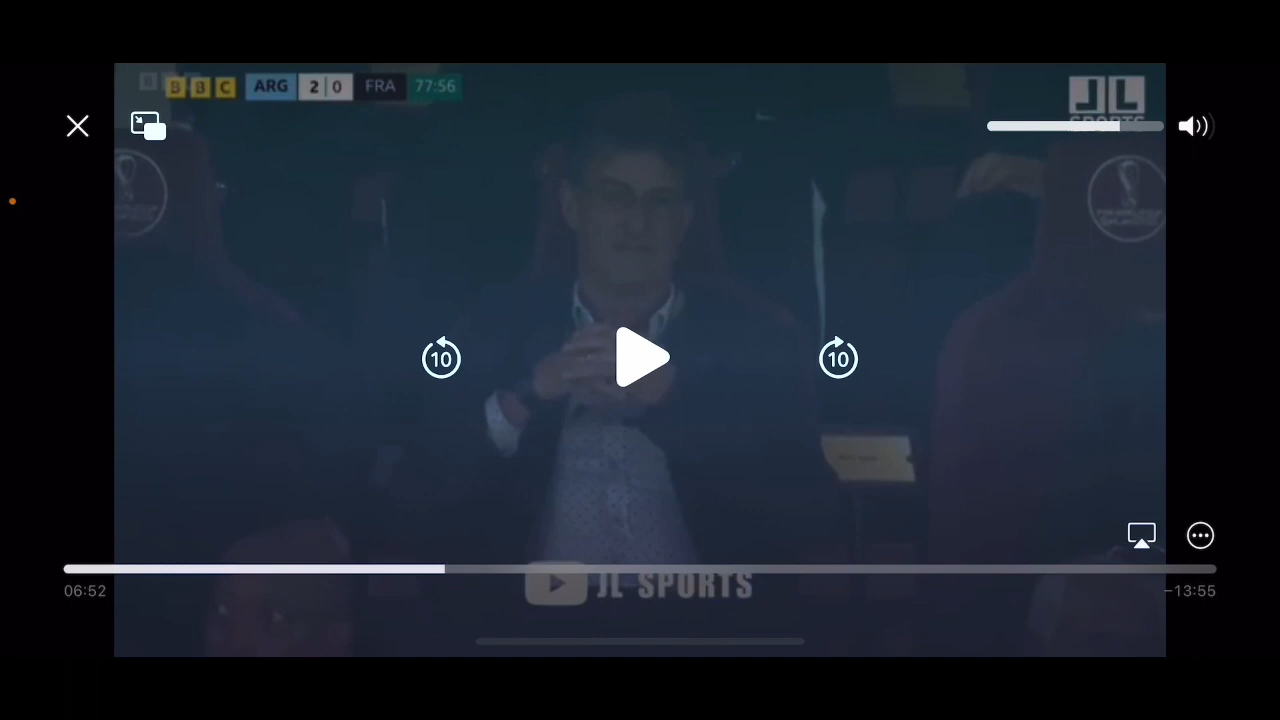 BBC ARG 2 0 FRA 77:56
JL
SPORTS
10
10
JL SPORTS
06:52
−13:55